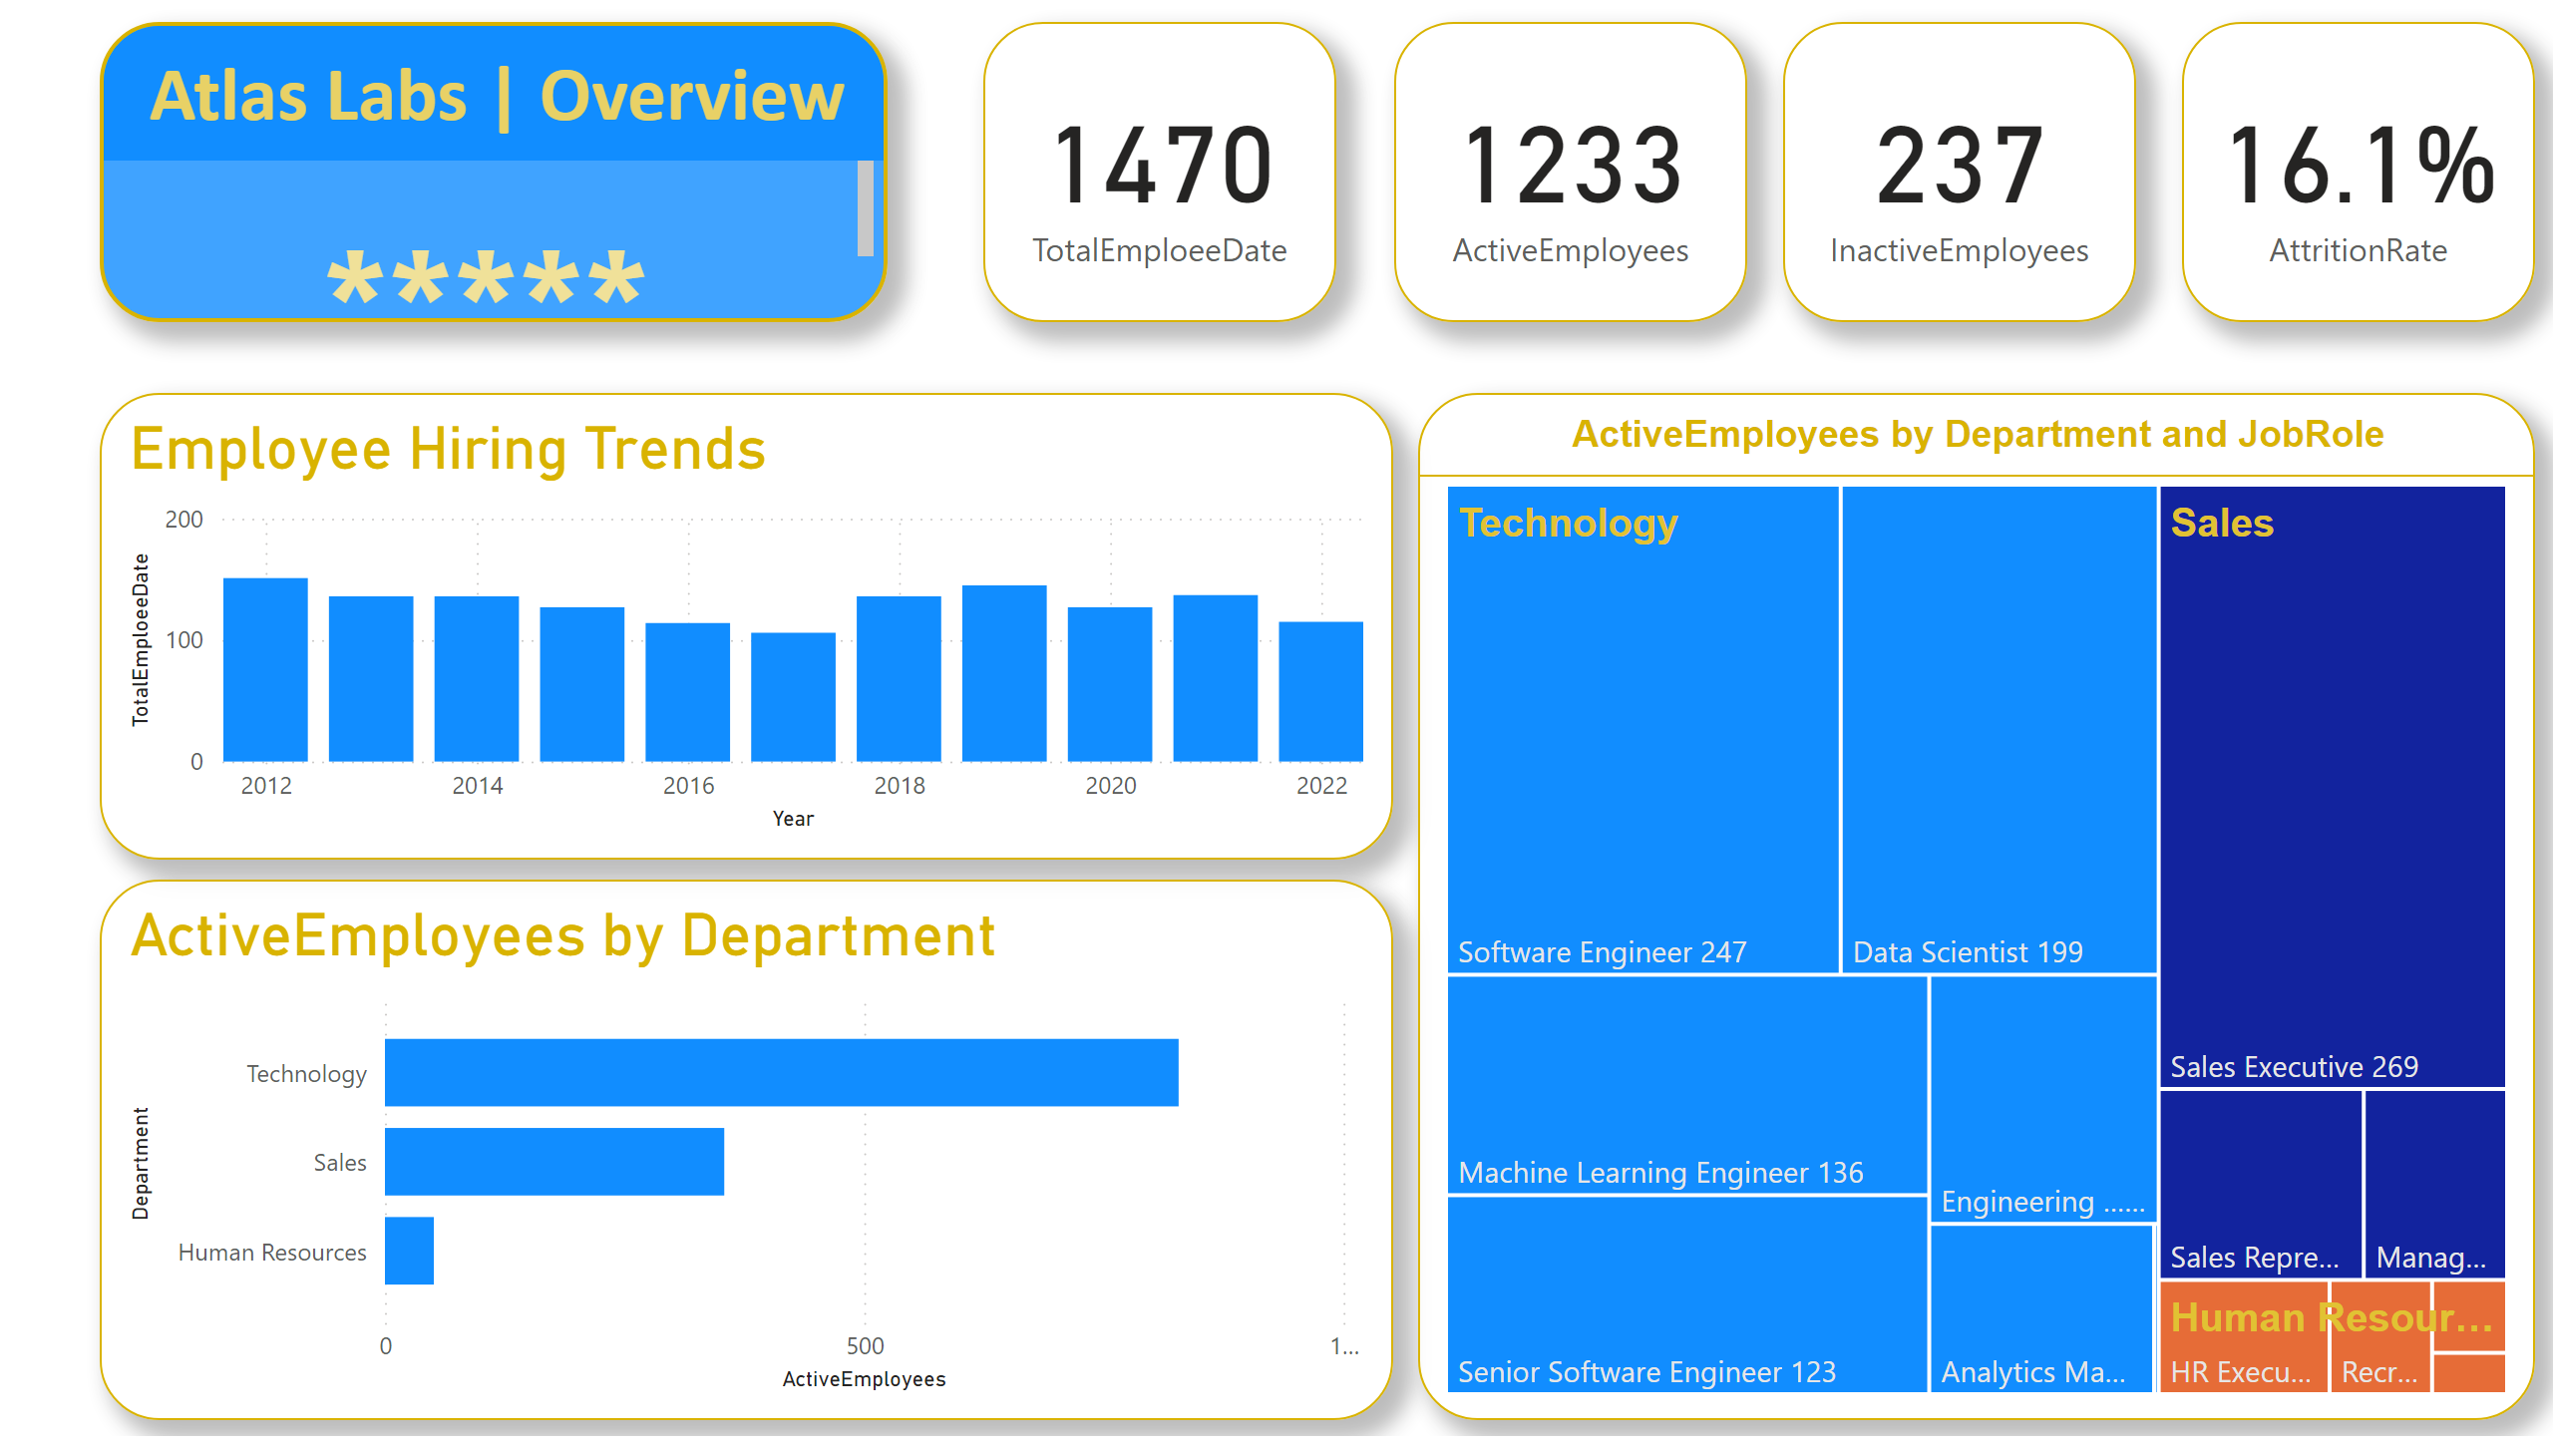 Atlas Labs | Overview
*****
1470
TotalEmploeeDate
1233
ActiveEmployees
237
InactiveEmployees
16.1%
AttritionRate
Employee Hiring Trends
TotalEmploeeDate
200
100
0
2012 2014 2016 2018 2020 2022
Year
ActiveEmployees by Department
Department
Technology
Sales
Human Resources
0 500 1...
ActiveEmployees
ActiveEmployees by Department and JobRole
Technology
Software Engineer 247
Data Scientist 199
Machine Learning Engineer 136
Engineering ......
Senior Software Engineer 123
Analytics Ma...
Sales
Sales Executive 269
Sales Repre...
Manag...
Human Resour...
HR Execu...
Recr...